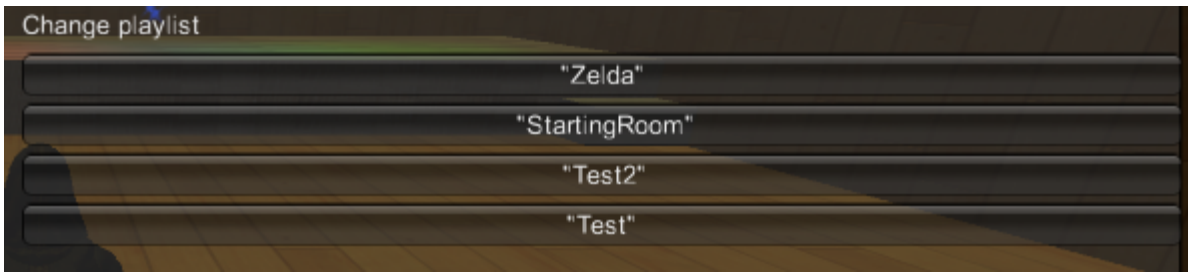 Change playlist
"Zelda"
"StartingRoom"
"Test2"
"Test"